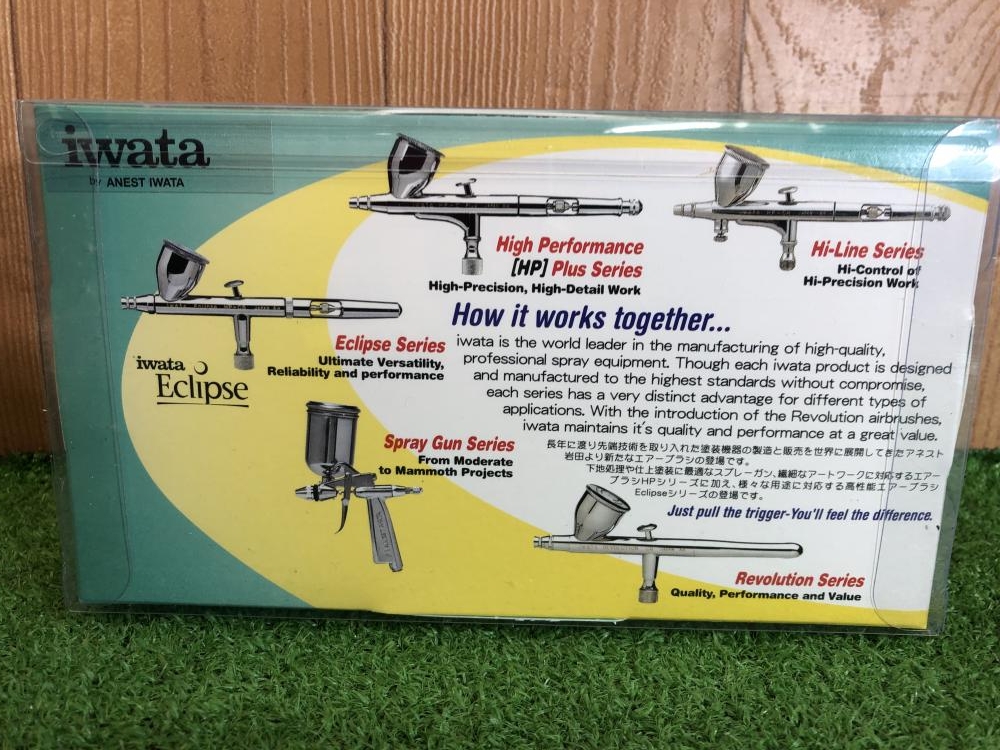 iwata
by ANEST IWATA
High Performance
[HP] Plus Series
High-Precision, High-Detail Work
Hi-Line Series
Hi-Control of
Hi-Precision Work
Eclipse Series
Ultimate Versatility,
Reliability and performance
iwata
Eclipse
How it works together...
iwata is the world leader in the manufacturing of high-quality,
professional spray equipment. Though each iwata product is designed
and manufactured to the highest standards without compromise,
each series has a very distinct advantage for different types of
applications. With the introduction of the Revolution airbrushes,
iwata maintains it's quality and performance at a great value.
長年に渡り先端技術を取り入れた塗装機器の製造と販売を世界に展開してきたアネスト
岩田より新たなエアーブラシの登場です。
下地処理や仕上塗装に最適なスプレーガン、繊細なアートワークに対応するエアー
ブラシHPシリーズに加え、様々な用途に対応する高性能エアーブラシ
Eclipseシリーズの登場です。
Just pull the trigger-You'll feel the difference.
Spray Gun Series
From Moderate
to Mammoth Projects
Revolution Series
Quality, Performance and Value